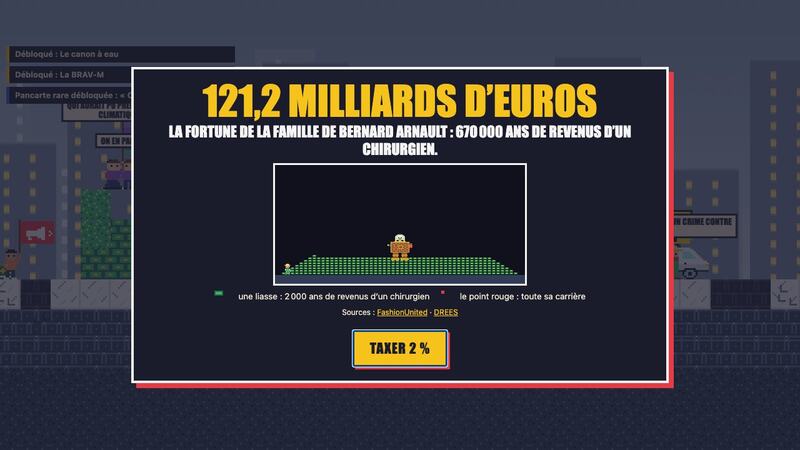 Débloqué : Le canon à eau
Débloqué : La BRAV-M
Pancarte rare débloquée : «
121,2 MILLIARDS D'EUROS
LA FORTUNE DE LA FAMILLE DE BERNARD ARNAULT : 670 000 ANS DE REVENUS D'UN
CHIRURGIEN.
CLIMATIQ
ON EN PA
N CRIME CONTRE
une liasse : 2 000 ans de revenus d'un chirurgien
le point rouge : toute sa carrière
Sources : FashionUnited · DREES
TAXER 2 %